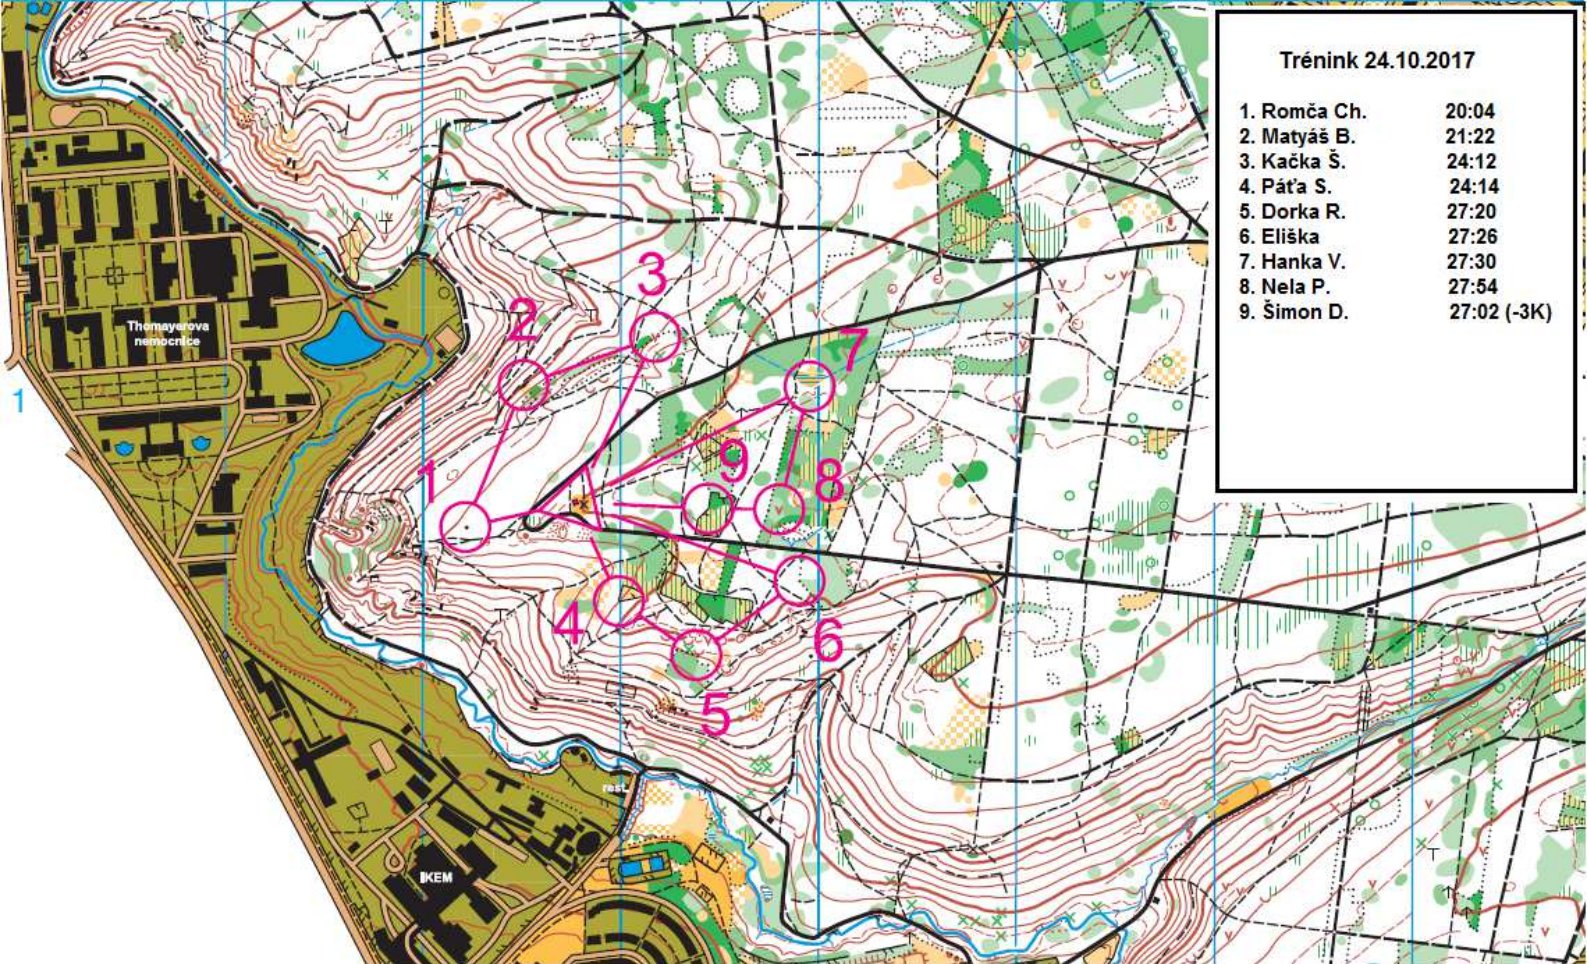 Trénink 24.10.2017
1. Romča Ch. 20:04
2. Matyáš B. 21:22
3. Kačka Š. 24:12
4. Páťa S. 24:14
5. Dorka R. 27:20
6. Eliška 27:26
7. Hanka V. 27:30
8. Nela P. 27:54
9. Šimon D. 27:02 (-3K)
3
2
Thomayerova
nemocnice
7
1
9
1
8
4
6
5
rest.
IKEM